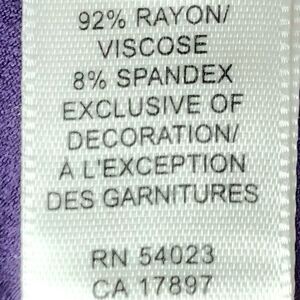 92% RAYON/
VISCOSE
8% SPANDEX
EXCLUSIVE OF
DECORATION/
À L'EXCEPTION
DES GARNITURES
RN 54023
CA 17897